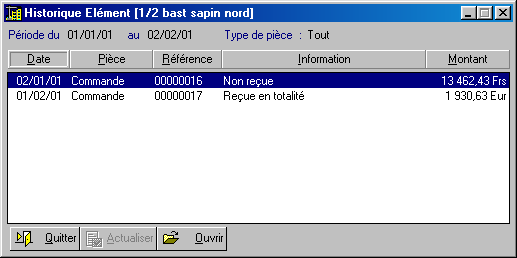 Historique Elément [1/2 bast sapin nord]
Période du 01/01/01 au 02/02/01 Type de pièce : Tout
Date Pièce Référence Information Montant
02/01/01 Commande 00000016 Non reçue 13 462,43 Frs
01/02/01 Commande 00000017 Reçue en totalité 1 930,63 Eur
Quitter Actualiser Ouvrir